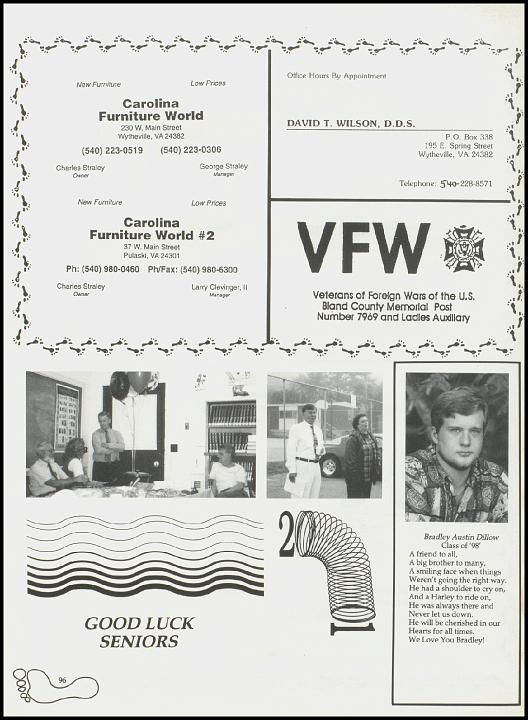 New Furniture Low Prices
Carolina
Furniture World
230 W. Main Street
Wytheville, VA 24382
(540) 223-0519 (540) 223-0306
Charles Straley George Straley
Owner Manager
New Furniture Low Prices
Carolina
Furniture World #2
37 W. Main Street
Pulaski, VA 24301
Ph: (540) 980-0460 Ph/Fax: (540) 980-6300
Charles Straley Larry Clevinger, II
Owner Manager
Office Hours By Appointment
DAVID T. WILSON, D.D.S.
P.O. Box 338
195 E. Spring Street
Wytheville, VA 24382
Telephone: 540-228-8571
VFW
Veterans of Foreign Wars of the U.S.
Bland County Memorial Post
Number 7969 and Ladies Auxiliary
2
1
GOOD LUCK
SENIORS
Bradley Austin Dillow
Class of '98'
A friend to all,
A big brother to many,
A smiling face when things
Weren't going the right way.
He had a shoulder to cry on,
And a Harley to ride on,
He was always there and
Never let us down.
He will be cherished in our
Hearts for all times.
We Love You Bradley!
96